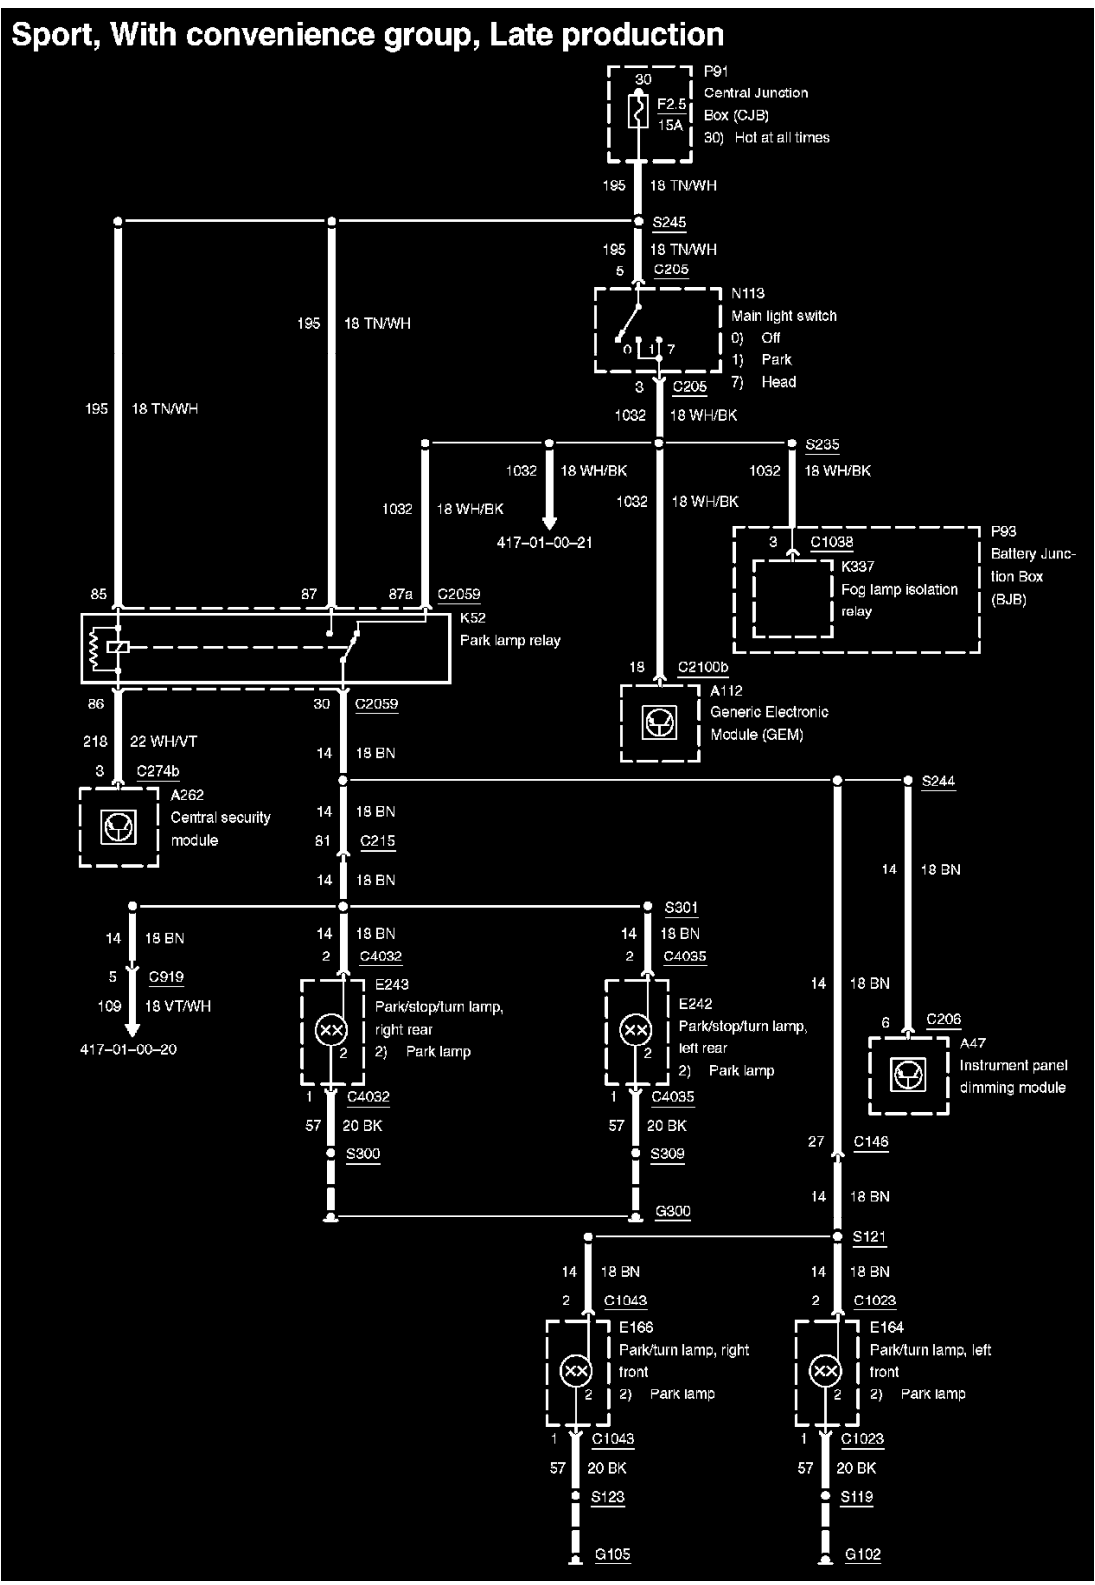 Sport, With convenience group, Late production
30
P91
Central Junction
Box (CJB)
30) Hot at all times
F2.5
15A
195 18 TN/WH
S245
195 18 TN/WH
5 C205
N113
Main light switch
0) Off
1) Park
7) Head
0 1 7
195 18 TN/WH
3 C205
1032 18 WH/BK
195 18 TN/WH
S235
1032 18 WH/BK
1032 18 WH/BK
1032 18 WH/BK
1032 18 WH/BK
417–01–00–21
P93
Battery Junc-
tion Box
(BJB)
3 C1038
K337
Fog lamp isolation
relay
85
87
87a C2059
K52
Park lamp relay
18 C2100b
A112
Generic Electronic
Module (GEM)
86
30 C2059
218 22 WH/VT
14 18 BN
3 C274b
A262
Central security
module
S244
14 18 BN
81 C215
14 18 BN
14 18 BN
S301
14 18 BN
14 18 BN
14 18 BN
5 C919
109 18 VT/WH
417–01–00–20
2 C4032
E243
Park/stop/turn lamp,
right rear
2) Park lamp
2
2 C4035
E242
Park/stop/turn lamp,
left rear
2) Park lamp
2
14 18 BN
6 C206
A47
Instrument panel
dimming module
1 C4032
57 20 BK
S300
1 C4035
57 20 BK
S309
G300
27 C146
14 18 BN
S121
14 18 BN
14 18 BN
2 C1043
E166
Park/turn lamp, right
front
2) Park lamp
2
2 C1023
E164
Park/turn lamp, left
front
2) Park lamp
2
1 C1043
57 20 BK
S123
G105
1 C1023
57 20 BK
S119
G102